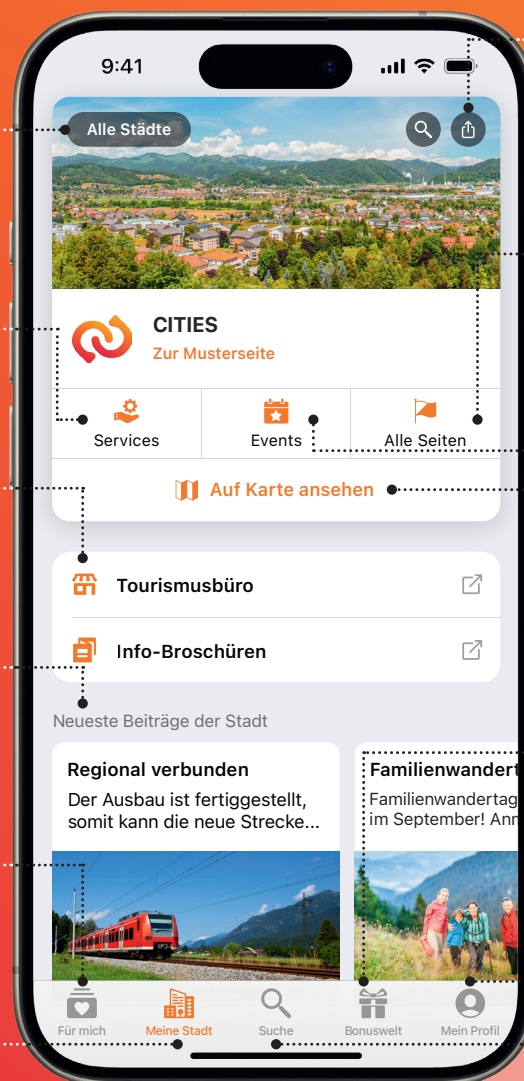 9:41
Alle Städte
CITIES
Zur Musterseite
Services
Events
Alle Seiten
Auf Karte ansehen
Tourismusbüro
Info-Broschüren
Neueste Beiträge der Stadt
Regional verbunden
Der Ausbau ist fertiggestellt,
somit kann die neue Strecke...
Familienwandert
Familienwandertag
im September! Anm
Für mich
Meine Stadt
Suche
Bonuswelt
Mein Profil